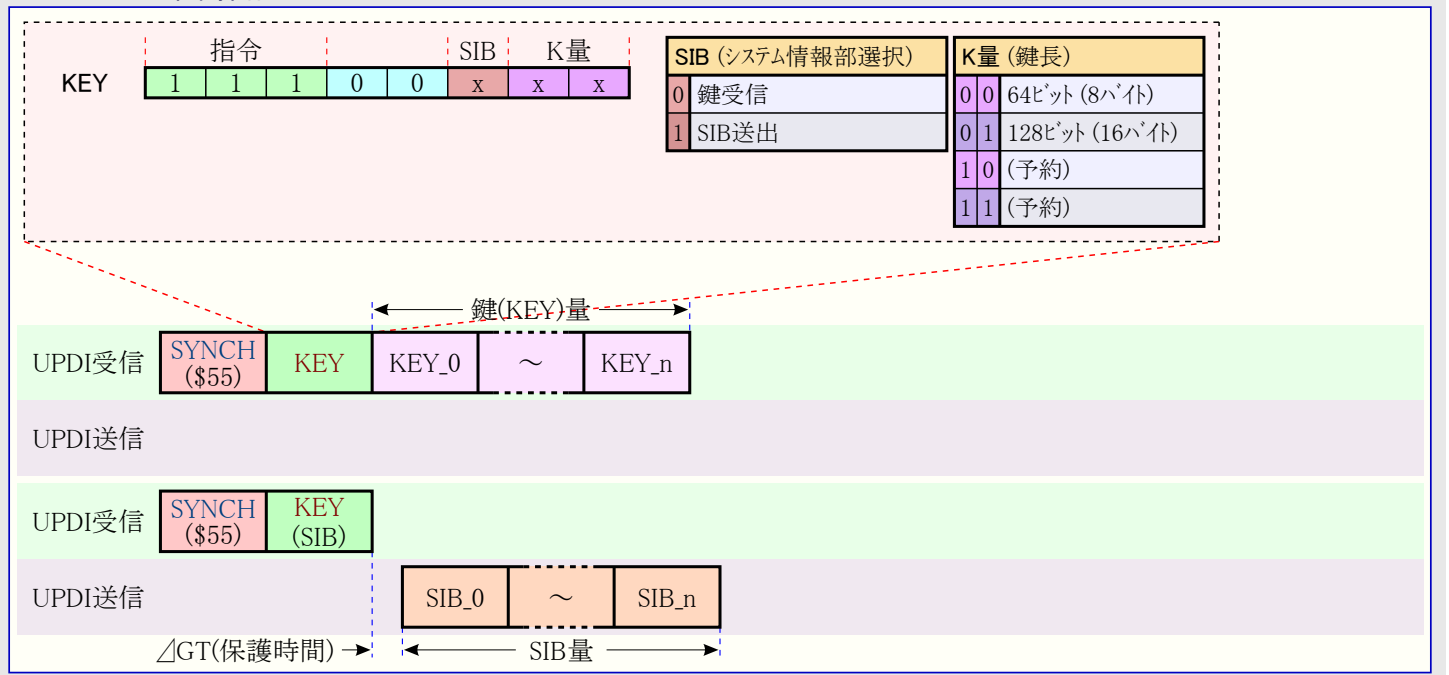 指令 SIB K量
KEY 1 1 1 0 0 x x x
SIB (システム情報部選択)
0 鍵受信
1 SIB送出
K量 (鍵長)
0 0 64ビット (8バイト)
0 1 128ビット (16バイト)
1 0 (予約)
1 1 (予約)
鍵(KEY)量
UPDI受信 SYNCH ($55) KEY KEY_0 ～ KEY_n
UPDI送信
UPDI受信 SYNCH ($55) KEY (SIB)
UPDI送信 SIB_0 ～ SIB_n
⊿GT(保護時間) SIB量